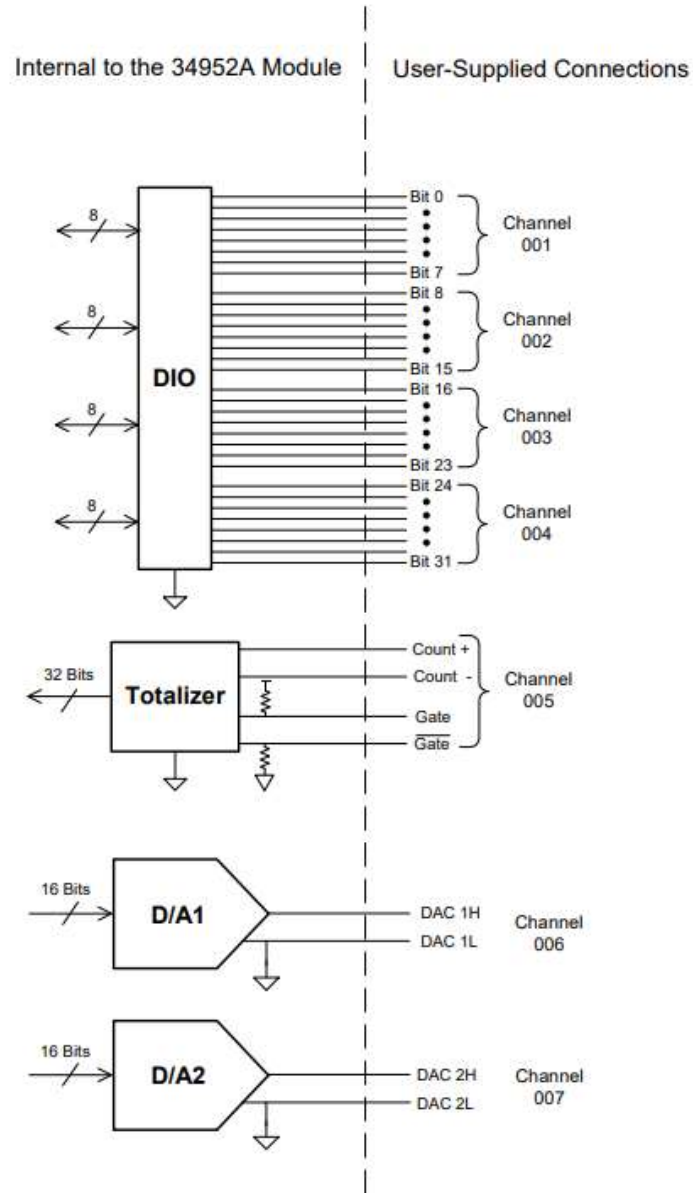 Internal to the 34952A Module
User-Supplied Connections
8
Bit 0
Bit 7
Channel
001
8
Bit 8
Bit 15
Channel
002
DIO
8
Bit 16
Bit 23
Channel
003
8
Bit 24
Bit 31
Channel
004
32 Bits
Totalizer
Count +
Count -
Gate
Gate
Channel
005
16 Bits
D/A1
DAC 1H
DAC 1L
Channel
006
16 Bits
D/A2
DAC 2H
DAC 2L
Channel
007